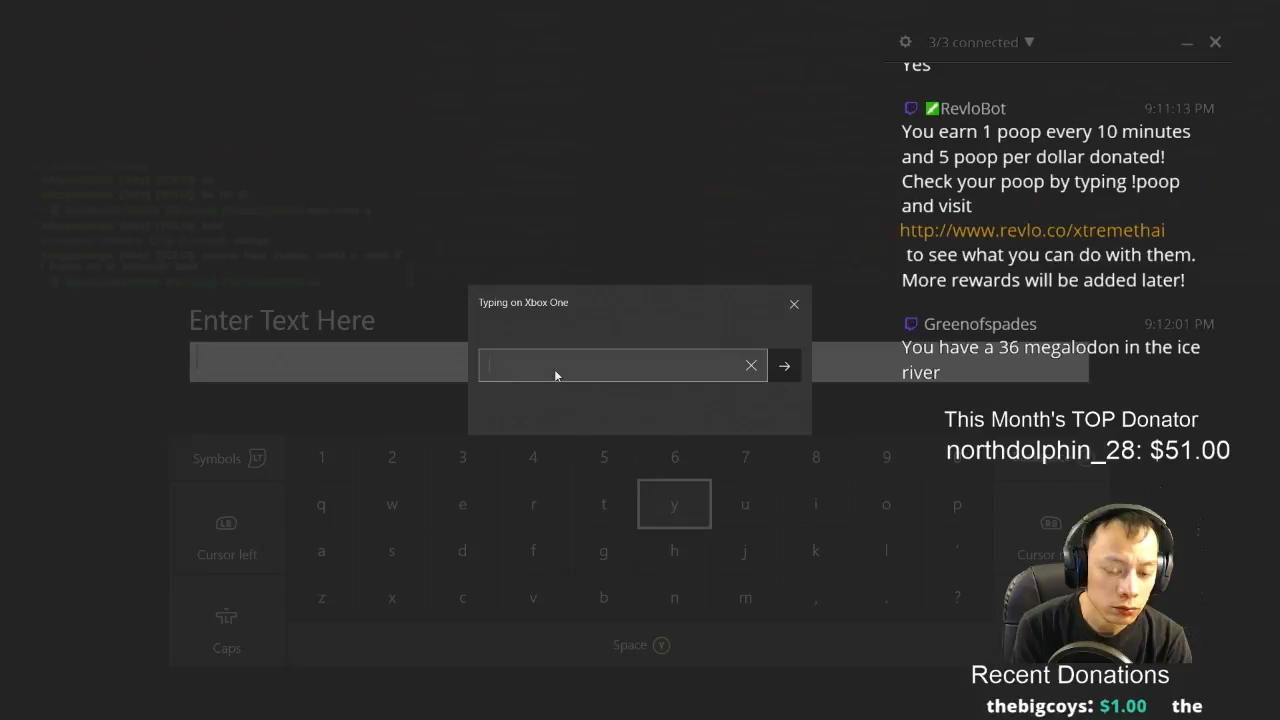 3/3 connected ▼
Yes
RevloBot 9:11:13 PM
You earn 1 poop every 10 minutes
and 5 poop per dollar donated!
Check your poop by typing !poop
and visit
http://www.revlo.co/xtremethai
to see what you can do with them.
More rewards will be added later!
Greenofspades 9:12:01 PM
You have a 36 megalodon in the ice
river
Typing on Xbox One
Enter Text Here
This Month's TOP Donator
northdolphin_28: $51.00
Symbols LT 1 2 3 4 5 6 7 8 9
q w e r t y u i o p
LB RB
Cursor left Cursor
a s d f g h j k l '
z x c v b n m , . ?
Caps
Space Y
Recent Donations
thebigcoys: $1.00 the